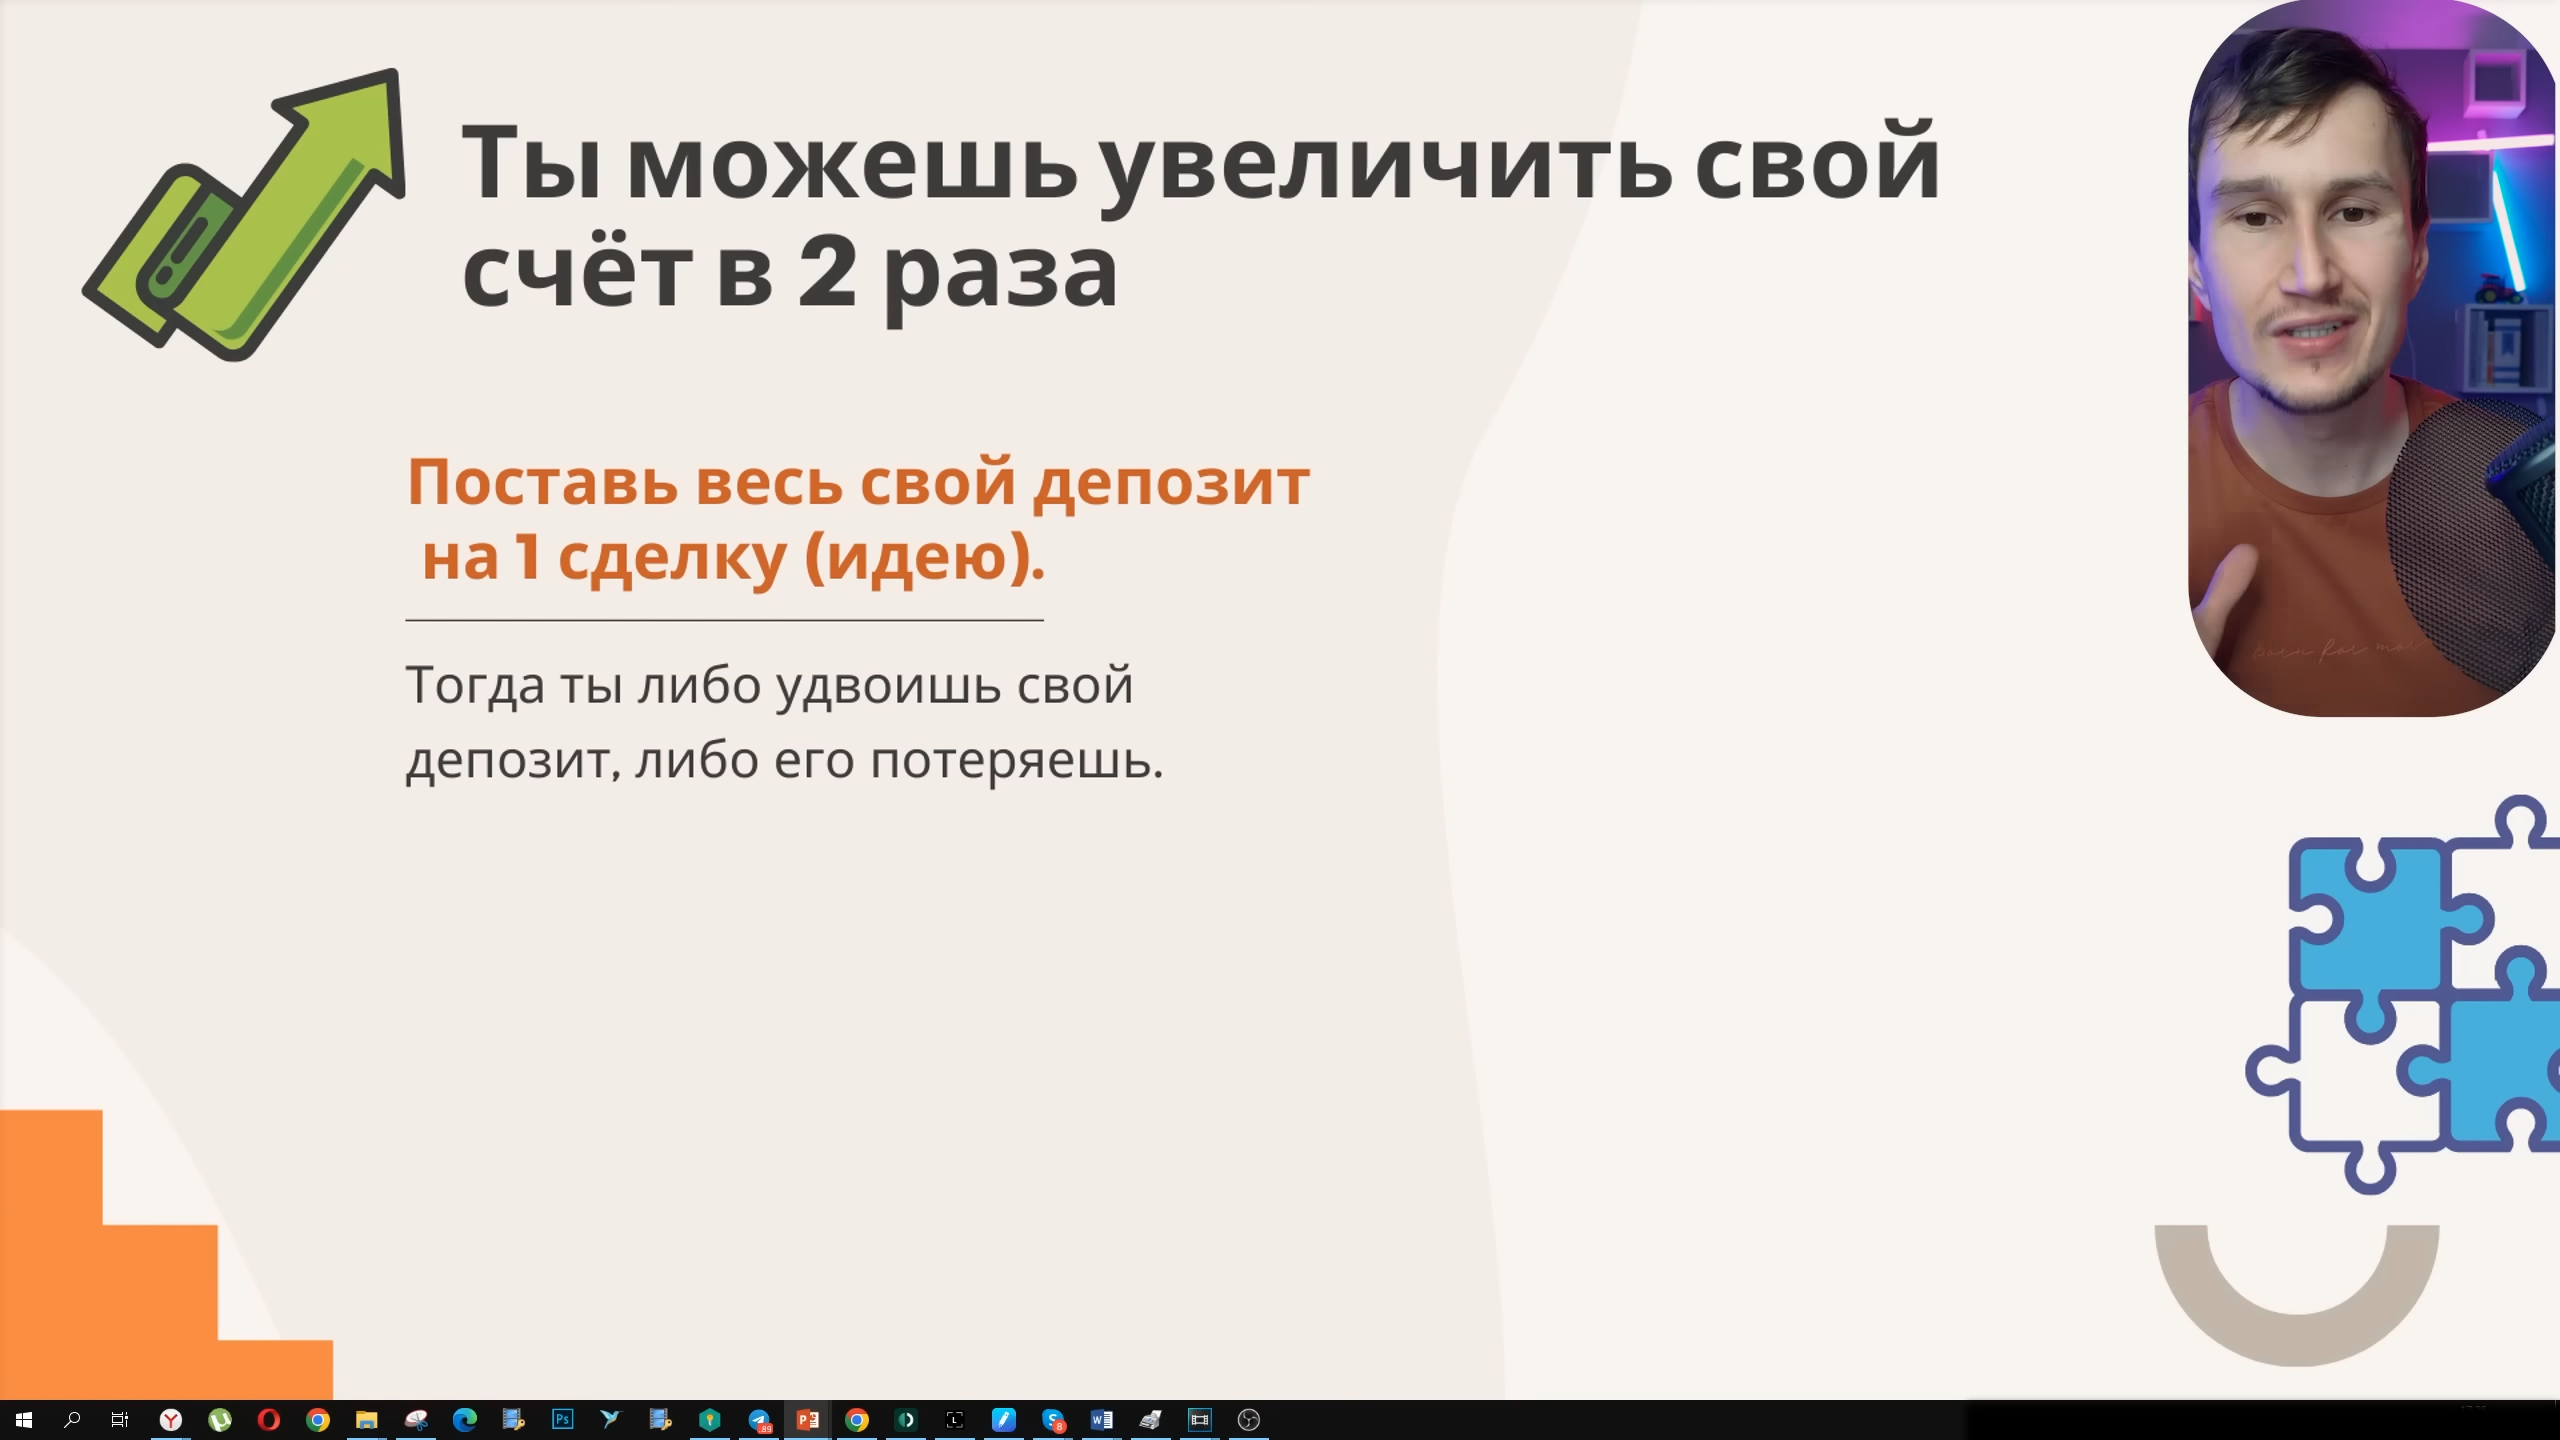 Ты можешь увеличить свой
счёт в 2 раза
Поставь весь свой депозит
на 1 сделку (идею).
Тогда ты либо удвоишь свой
депозит, либо его потеряешь.